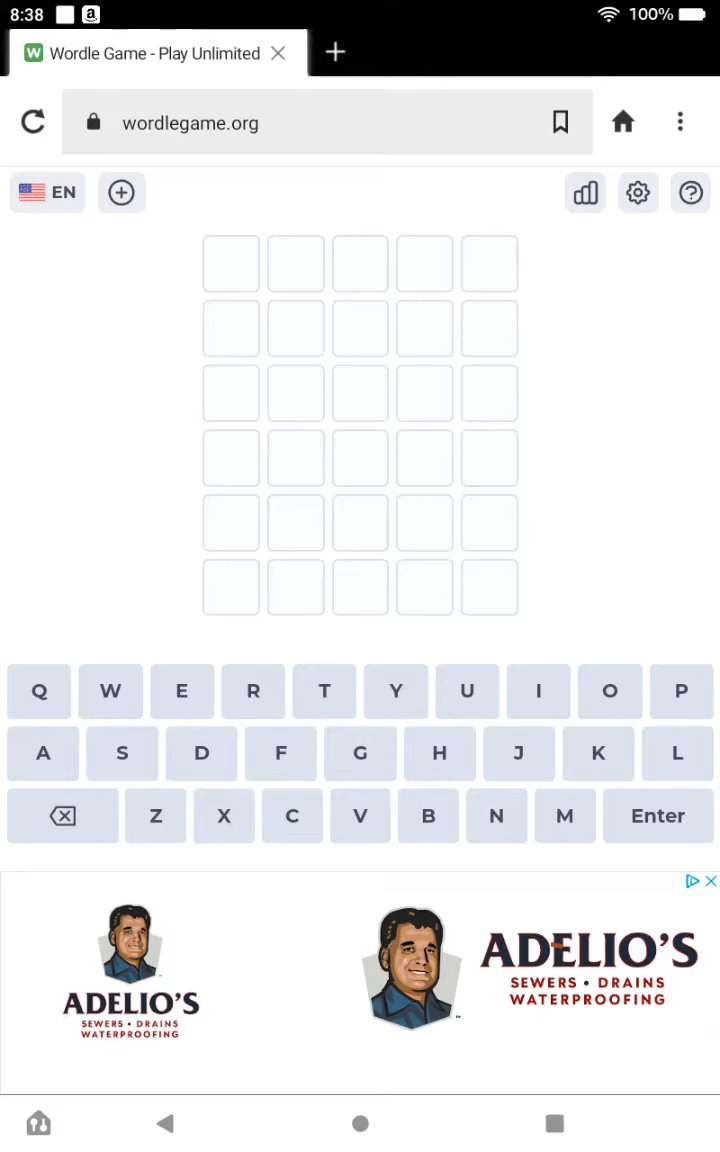 8:38 100%
Wordle Game - Play Unlimited
wordlegame.org
EN
Q W E R T Y U I O P
A S D F G H J K L
Z X C V B N M Enter
ADELIO'S
SEWERS • DRAINS
WATERPROOFING
ADELIO'S
SEWERS • DRAINS
WATERPROOFING